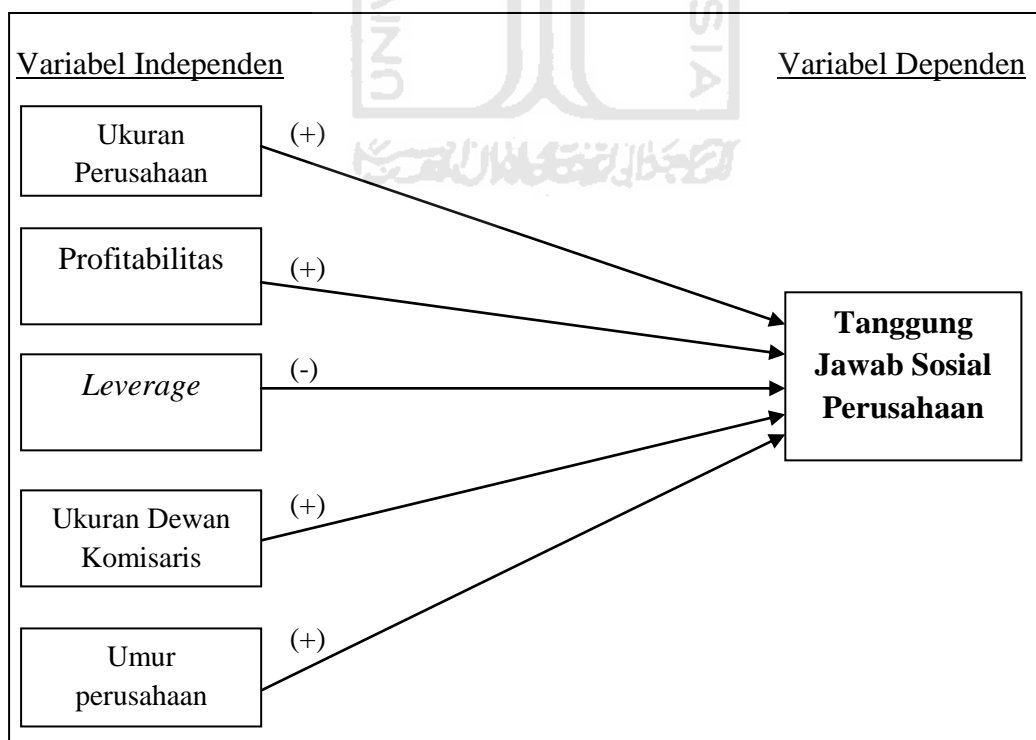 Variabel Independen
Variabel Dependen
Ukuran
Perusahaan
(+)
Profitabilitas
(+)
Leverage
(-)
Ukuran Dewan
Komisaris
(+)
Umur
perusahaan
(+)
Tanggung
Jawab Sosial
Perusahaan